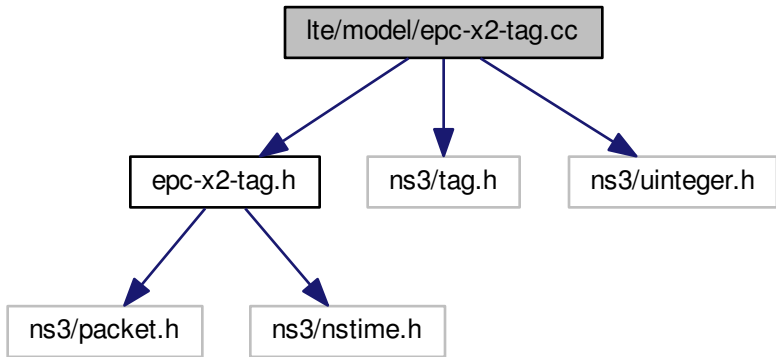 lte/model/epc-x2-tag.cc
epc-x2-tag.h
ns3/tag.h
ns3/uinteger.h
ns3/packet.h
ns3/nstime.h